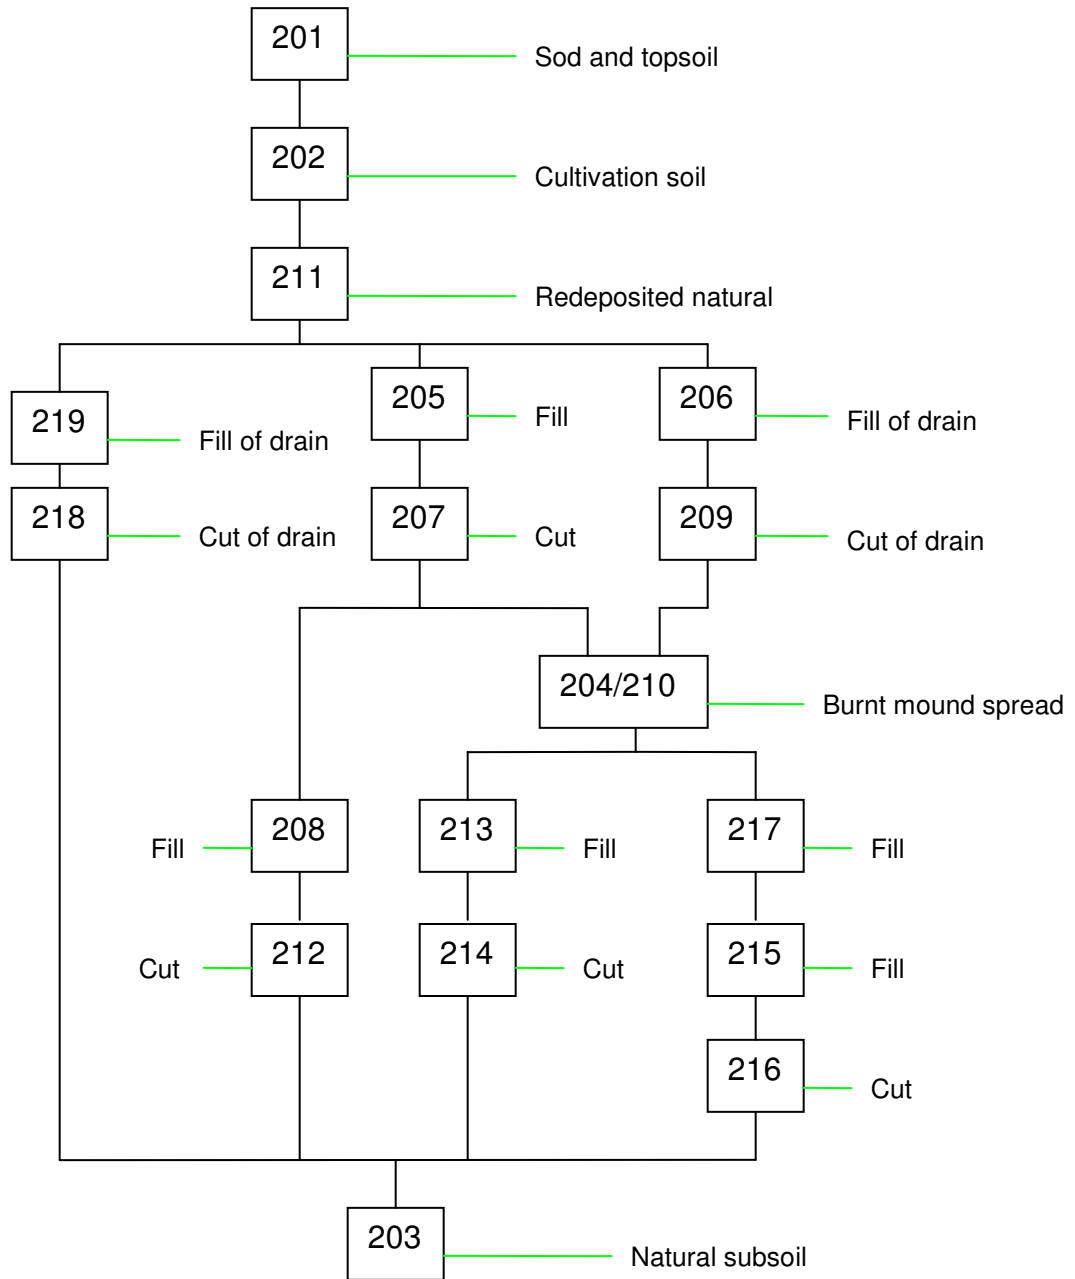 201
Sod and topsoil
202
Cultivation soil
211
Redeposited natural
219
Fill of drain
205
Fill
206
Fill of drain
218
Cut of drain
207
Cut
209
Cut of drain
204/210
Burnt mound spread
Fill
208
213
Fill
217
Fill
Cut
212
214
Cut
215
Fill
216
Cut
203
Natural subsoil